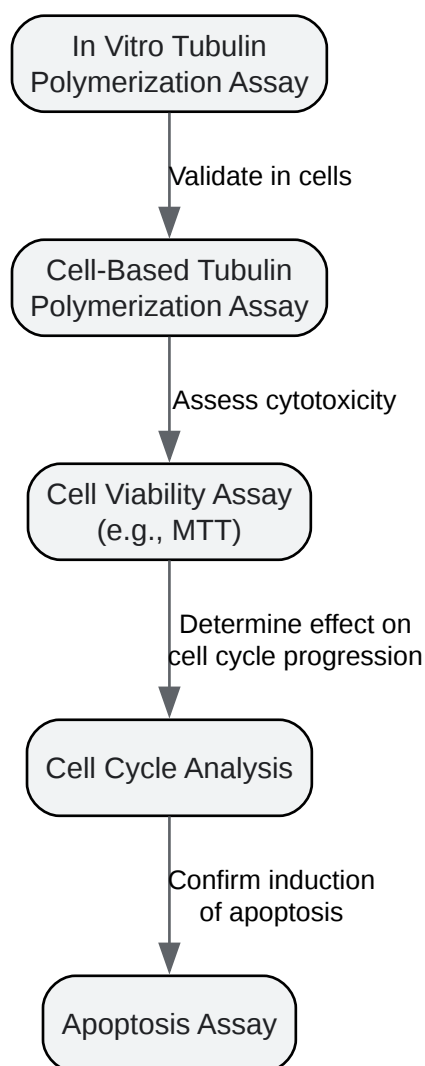 In Vitro Tubulin
Polymerization Assay
Validate in cells
Cell-Based Tubulin
Polymerization Assay
Assess cytotoxicity
Cell Viability Assay
(e.g., MTT)
Determine effect on
cell cycle progression
Cell Cycle Analysis
Confirm induction
of apoptosis
Apoptosis Assay